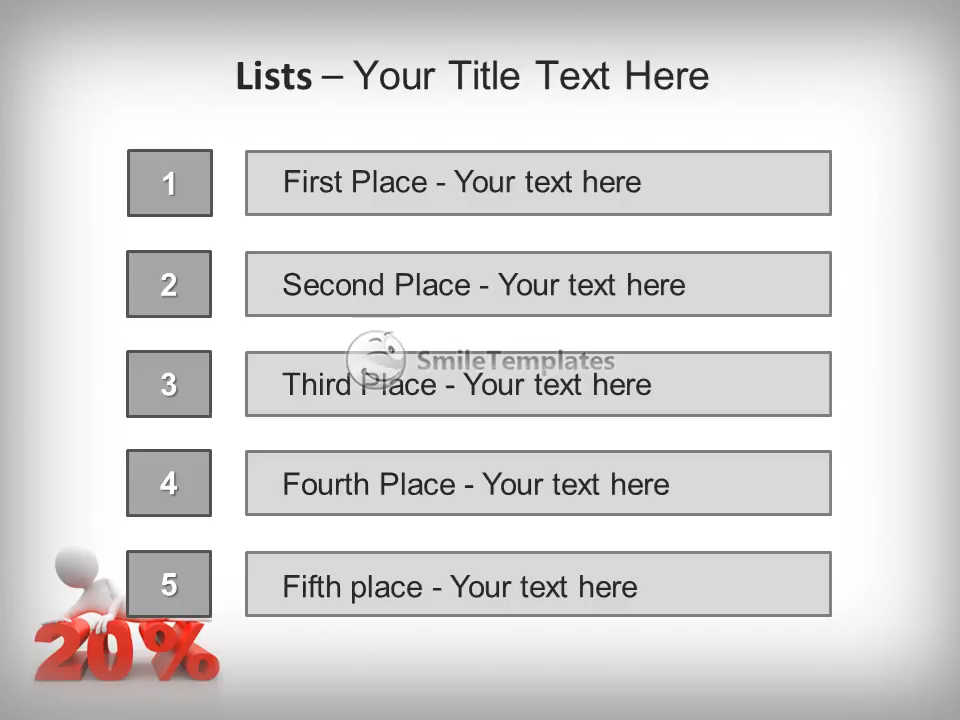 Lists – Your Title Text Here
1
First Place - Your text here
2
Second Place - Your text here
SmileTemplates
3
Third Place - Your text here
4
Fourth Place - Your text here
5
Fifth place - Your text here
20%